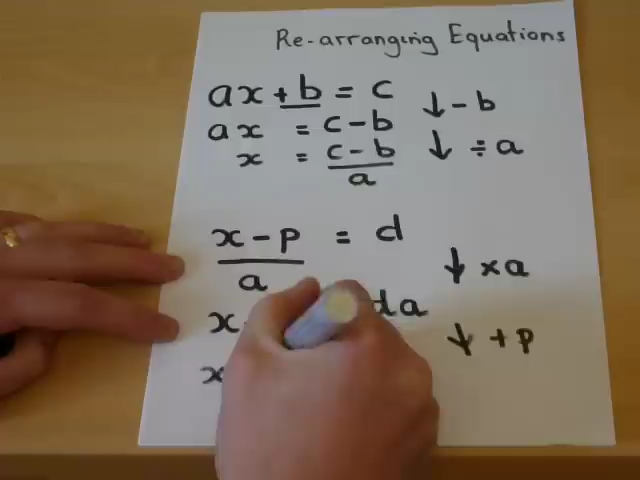 Re-arranging Equations
ax + b = c ↓ - b
ax = c - b
x = c - b / a ↓ ÷ a
x - p / a = d ↓ × a
x - da ↓ + p
x